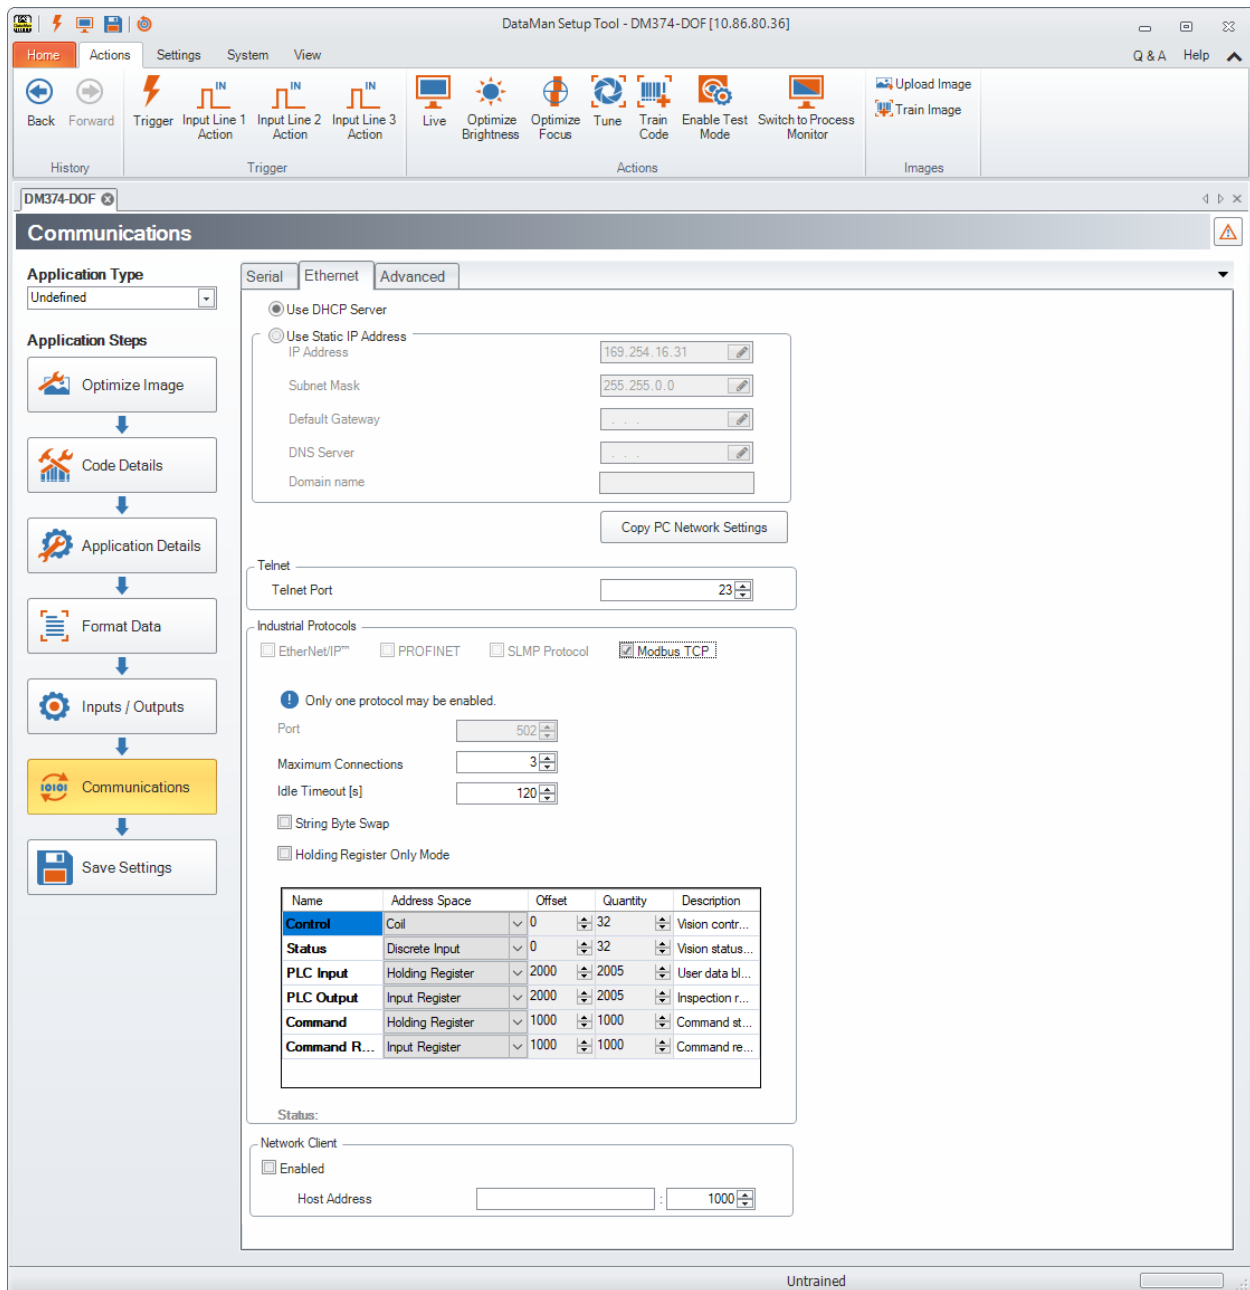 DataMan Setup Tool - DM374-DOF [10.86.80.36]
Home Actions Settings System View Q & A Help
IN IN IN
Back Forward Trigger Input Line 1 Action Input Line 2 Action Input Line 3 Action Live Optimize Brightness Optimize Focus Tune Train Code Enable Test Mode Switch to Process Monitor Upload Image
Train Image
History Trigger Actions Images
DM374-DOF
Communications
Application Type
Undefined
Application Steps
Optimize Image
Code Details
Application Details
Format Data
Inputs / Outputs
Communications
Save Settings
Serial Ethernet Advanced
Use DHCP Server
Use Static IP Address
IP Address 169.254.16.31
Subnet Mask 255.255.0.0
Default Gateway . . .
DNS Server . . .
Domain name
Copy PC Network Settings
Telnet
Telnet Port 23
Industrial Protocols
EtherNet/IP™ PROFINET SLMP Protocol Modbus TCP
Only one protocol may be enabled.
Port 502
Maximum Connections 3
Idle Timeout [s] 120
String Byte Swap
Holding Register Only Mode
Name Address Space Offset Quantity Description
Control Coil 0 32 Vision contr...
Status Discrete Input 0 32 Vision status...
PLC Input Holding Register 2000 2005 User data bl...
PLC Output Input Register 2000 2005 Inspection r...
Command Holding Register 1000 1000 Command st...
Command R... Input Register 1000 1000 Command re...
Status:
Network Client
Enabled
Host Address : 1000
Untrained